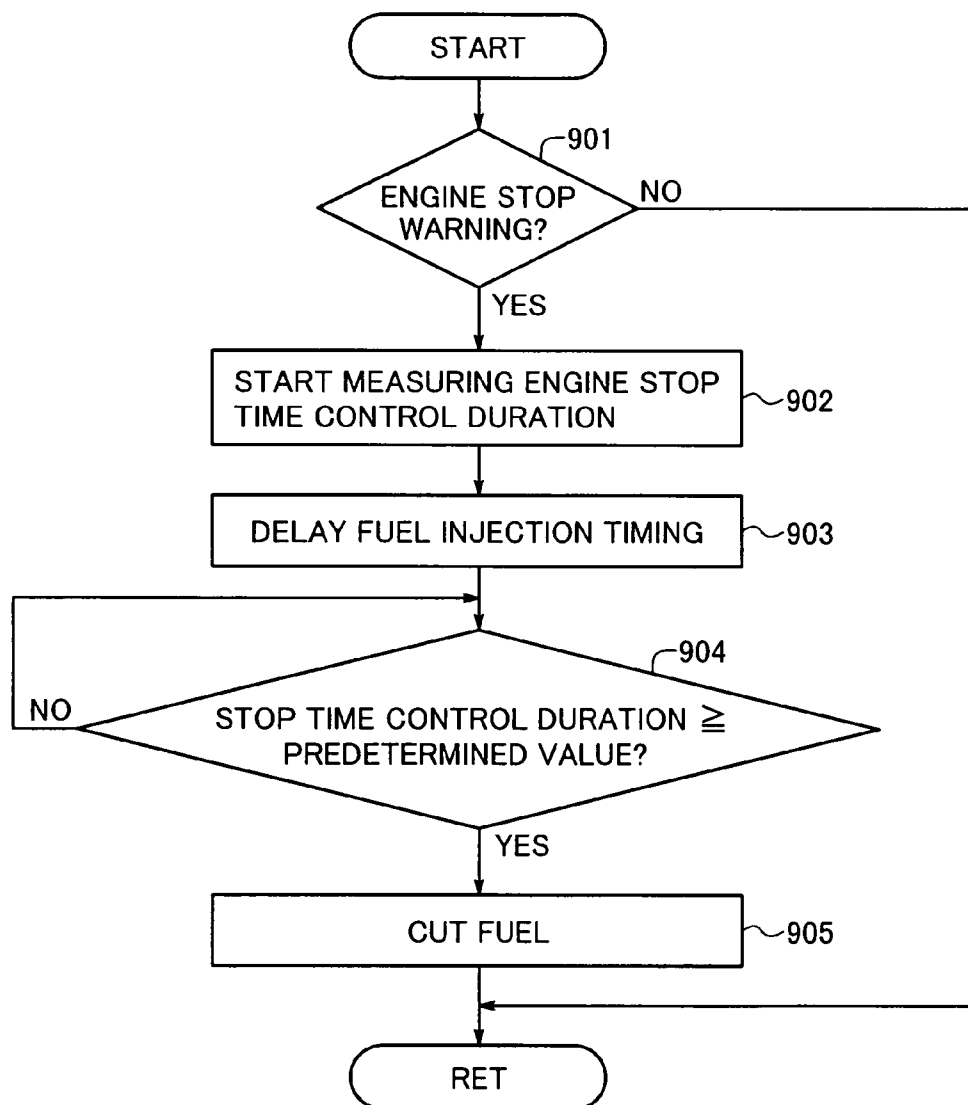 START
901
ENGINE STOP
WARNING?
NO
YES
START MEASURING ENGINE STOP
TIME CONTROL DURATION
902
DELAY FUEL INJECTION TIMING
903
904
NO
STOP TIME CONTROL DURATION ≧
PREDETERMINED VALUE?
YES
CUT FUEL
905
RET